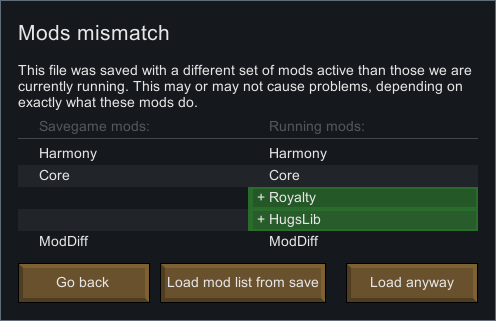 Mods mismatch
This file was saved with a different set of mods active than those we are
currently running. This may or may not cause problems, depending on
exactly what these mods do.
Savegame mods: Running mods:
Harmony Harmony
Core Core
+ Royalty
+ HugsLib
ModDiff ModDiff
Go back Load mod list from save Load anyway